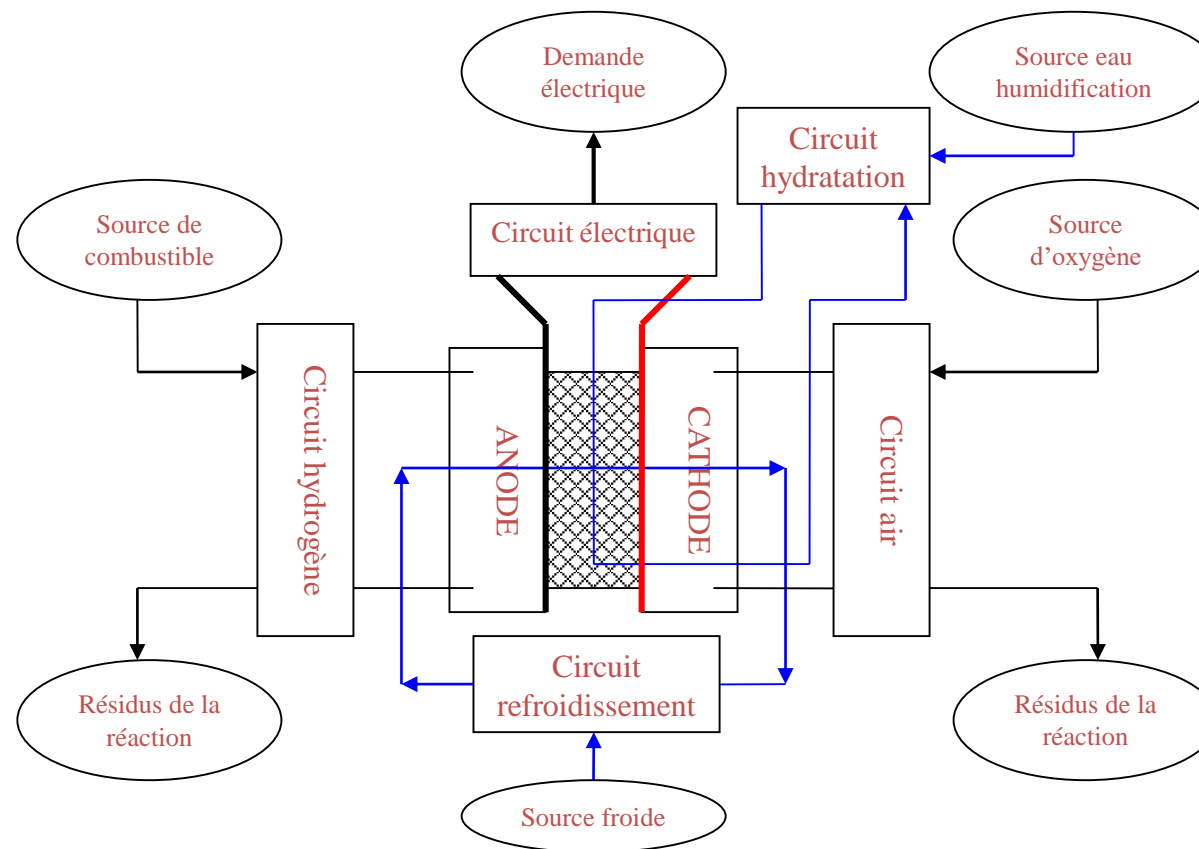 Demande
électrique
Source eau
humidification
Circuit
hydratation
Source de
combustible
Circuit électrique
Source
d’oxygène
Circuit hydrogène
ANODE
CATHODE
Circuit air
Résidus de la
réaction
Circuit
refroidissement
Résidus de la
réaction
Source froide